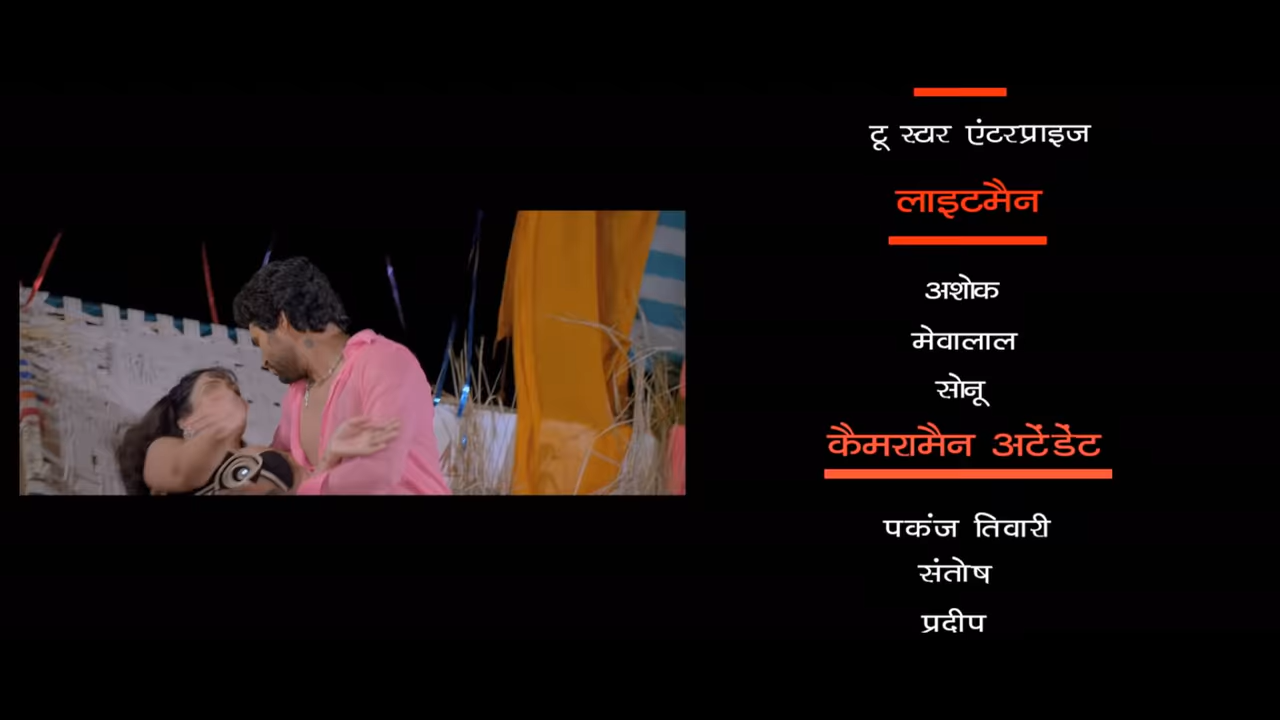 टू स्टार एंटरप्राइज
लाइटमैन
अशोक
मेवालाल
सोनू
कैमरामैन अटेंडेंट
पकंज तिवारी
संतोष
प्रदीप